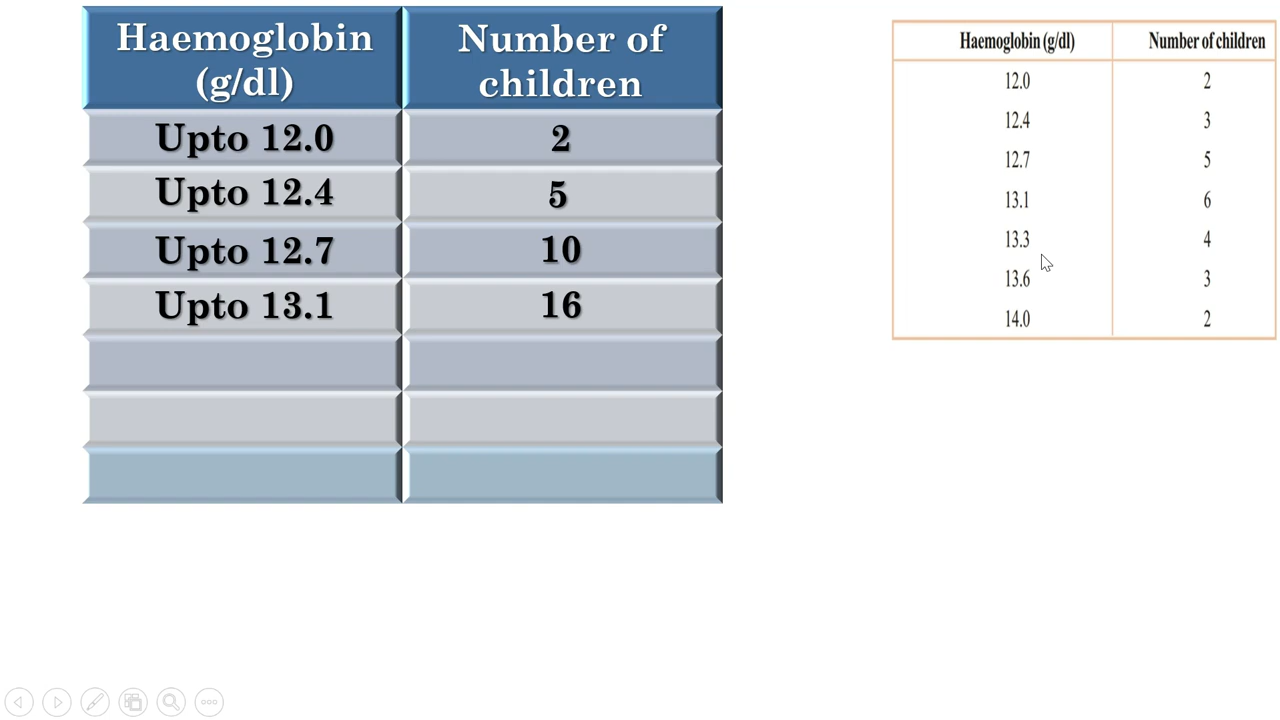 Haemoglobin
(g/dl)
Number of
children
Upto 12.0 2
Upto 12.4 5
Upto 12.7 10
Upto 13.1 16
Haemoglobin (g/dl) Number of children
12.0 2
12.4 3
12.7 5
13.1 6
13.3 4
13.6 3
14.0 2